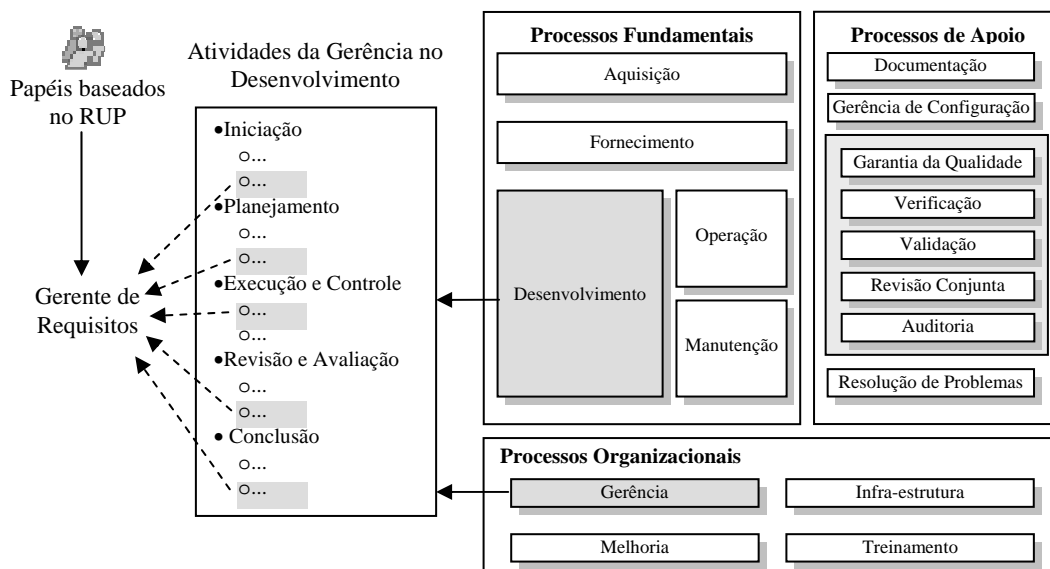 Papéis baseados
no RUP
Gerente de
Requisitos
Atividades da Gerência no
Desenvolvimento
•Iniciação
○...
○...
•Planejamento
○...
○...
•Execução e Controle
○...
○...
•Revisão e Avaliação
○...
○...
• Conclusão
○...
○...
Processos Fundamentais
Aquisição
Fornecimento
Desenvolvimento
Operação
Manutenção
Processos de Apoio
Documentação
Gerência de Configuração
Garantia da Qualidade
Verificação
Validação
Revisão Conjunta
Auditoria
Resolução de Problemas
Processos Organizacionais
Gerência
Infra-estrutura
Melhoria
Treinamento